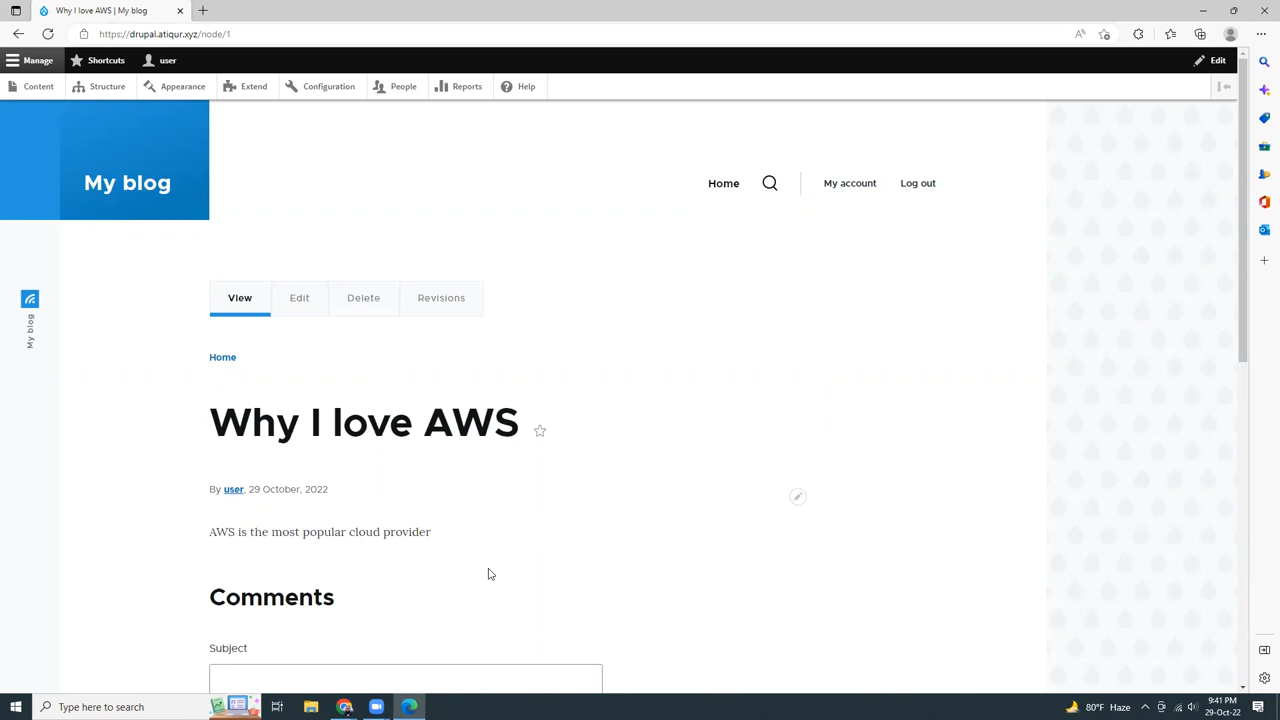 Why I love AWS | My blog
https://drupal.atiqur.xyz/node/1
Manage Shortcuts user Edit
Content Structure Appearance Extend Configuration People Reports Help
My blog
Home My account Log out
View Edit Delete Revisions
My blog
Home
Why I love AWS
By user, 29 October, 2022
AWS is the most popular cloud provider
Comments
Subject
Type here to search
80°F Haze
9:41 PM
29-Oct-22